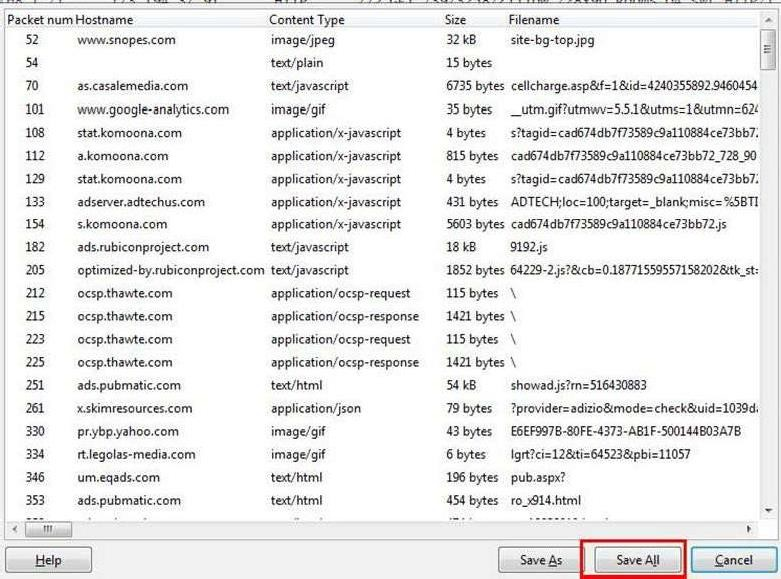 Packet num Hostname Content Type Size Filename
52 www.snopes.com image/jpeg 32 kB site-bg-top.jpg
54 text/plain 15 bytes
70 as.casalemedia.com text/javascript 6735 bytes cellcharge.asp&f=1&id=4240355892.9460454
101 www.google-analytics.com image/gif 35 bytes __utm.gif?utmwv=5.5.1&utms=1&utmn=624
108 stat.komoona.com application/x-javascript 4 bytes s?tagid=cad674db7f73589c9a110884ce73bb72
112 a.komoona.com application/x-javascript 815 bytes cad674db7f73589c9a110884ce73bb72_728_90
129 stat.komoona.com application/x-javascript 4 bytes s?tagid=cad674db7f73589c9a110884ce73bb72
133 adserver.adtechus.com application/x-javascript 431 bytes ADTECH;loc=100;target=_blank;misc=%5BTI
154 s.komoona.com application/x-javascript 5603 bytes cad674db7f73589c9a110884ce73bb72.js
182 ads.rubiconproject.com text/javascript 18 kB 9192.js
205 optimized-by.rubiconproject.com text/javascript 1852 bytes 64229-2.js?&cb=0.18771559557158202&tk_st=
212 ocsp.thawte.com application/ocsp-request 115 bytes \
215 ocsp.thawte.com application/ocsp-response 1421 bytes \
223 ocsp.thawte.com application/ocsp-request 115 bytes \
225 ocsp.thawte.com application/ocsp-response 1421 bytes \
251 ads.pubmatic.com text/html 54 kB showad.js?rn=516430883
261 x.skimresources.com application/json 79 bytes ?provider=adizio&mode=check&uid=1039da
330 pr.ybp.yahoo.com image/gif 43 bytes E6EF997B-80FE-4373-AB1F-500144B03A7B
334 rt.legolas-media.com image/gif 6 bytes lgrt?ci=12&ti=64523&pbi=11057
346 um.eqads.com text/html 196 bytes pub.aspx?
353 ads.pubmatic.com text/html 454 bytes ro_x914.html
Help Save As Save All Cancel